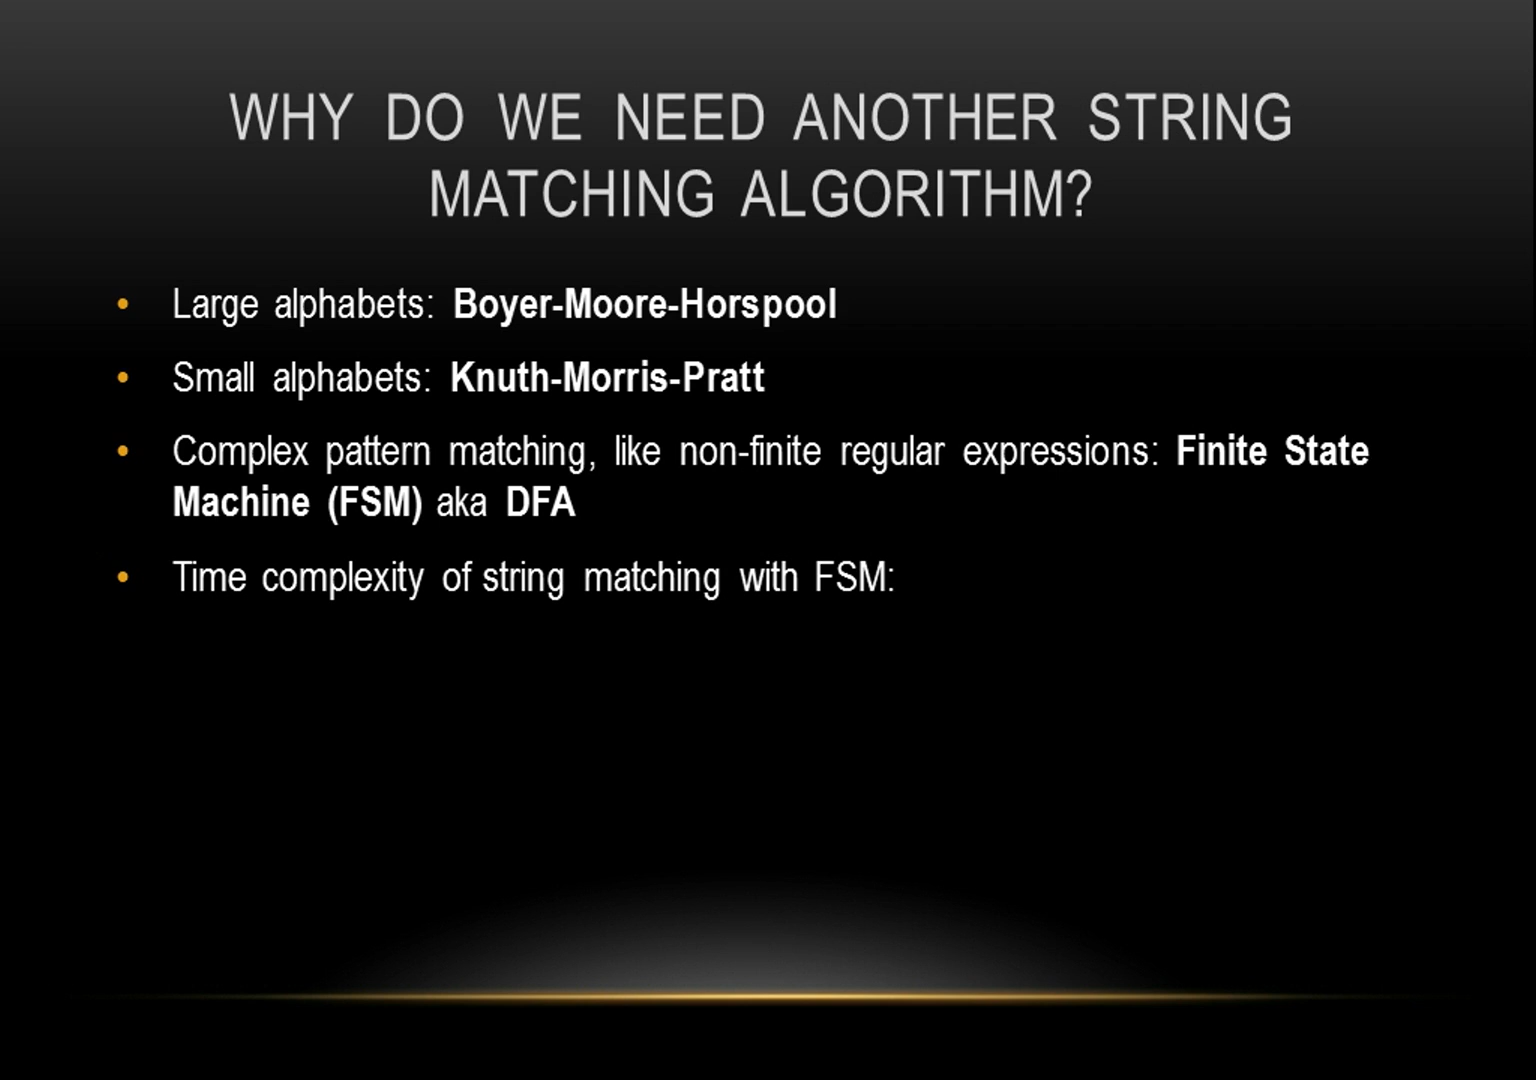 WHY DO WE NEED ANOTHER STRING
MATCHING ALGORITHM?
• Large alphabets: Boyer-Moore-Horspool
• Small alphabets: Knuth-Morris-Pratt
• Complex pattern matching, like non-finite regular expressions: Finite State
Machine (FSM) aka DFA
• Time complexity of string matching with FSM: